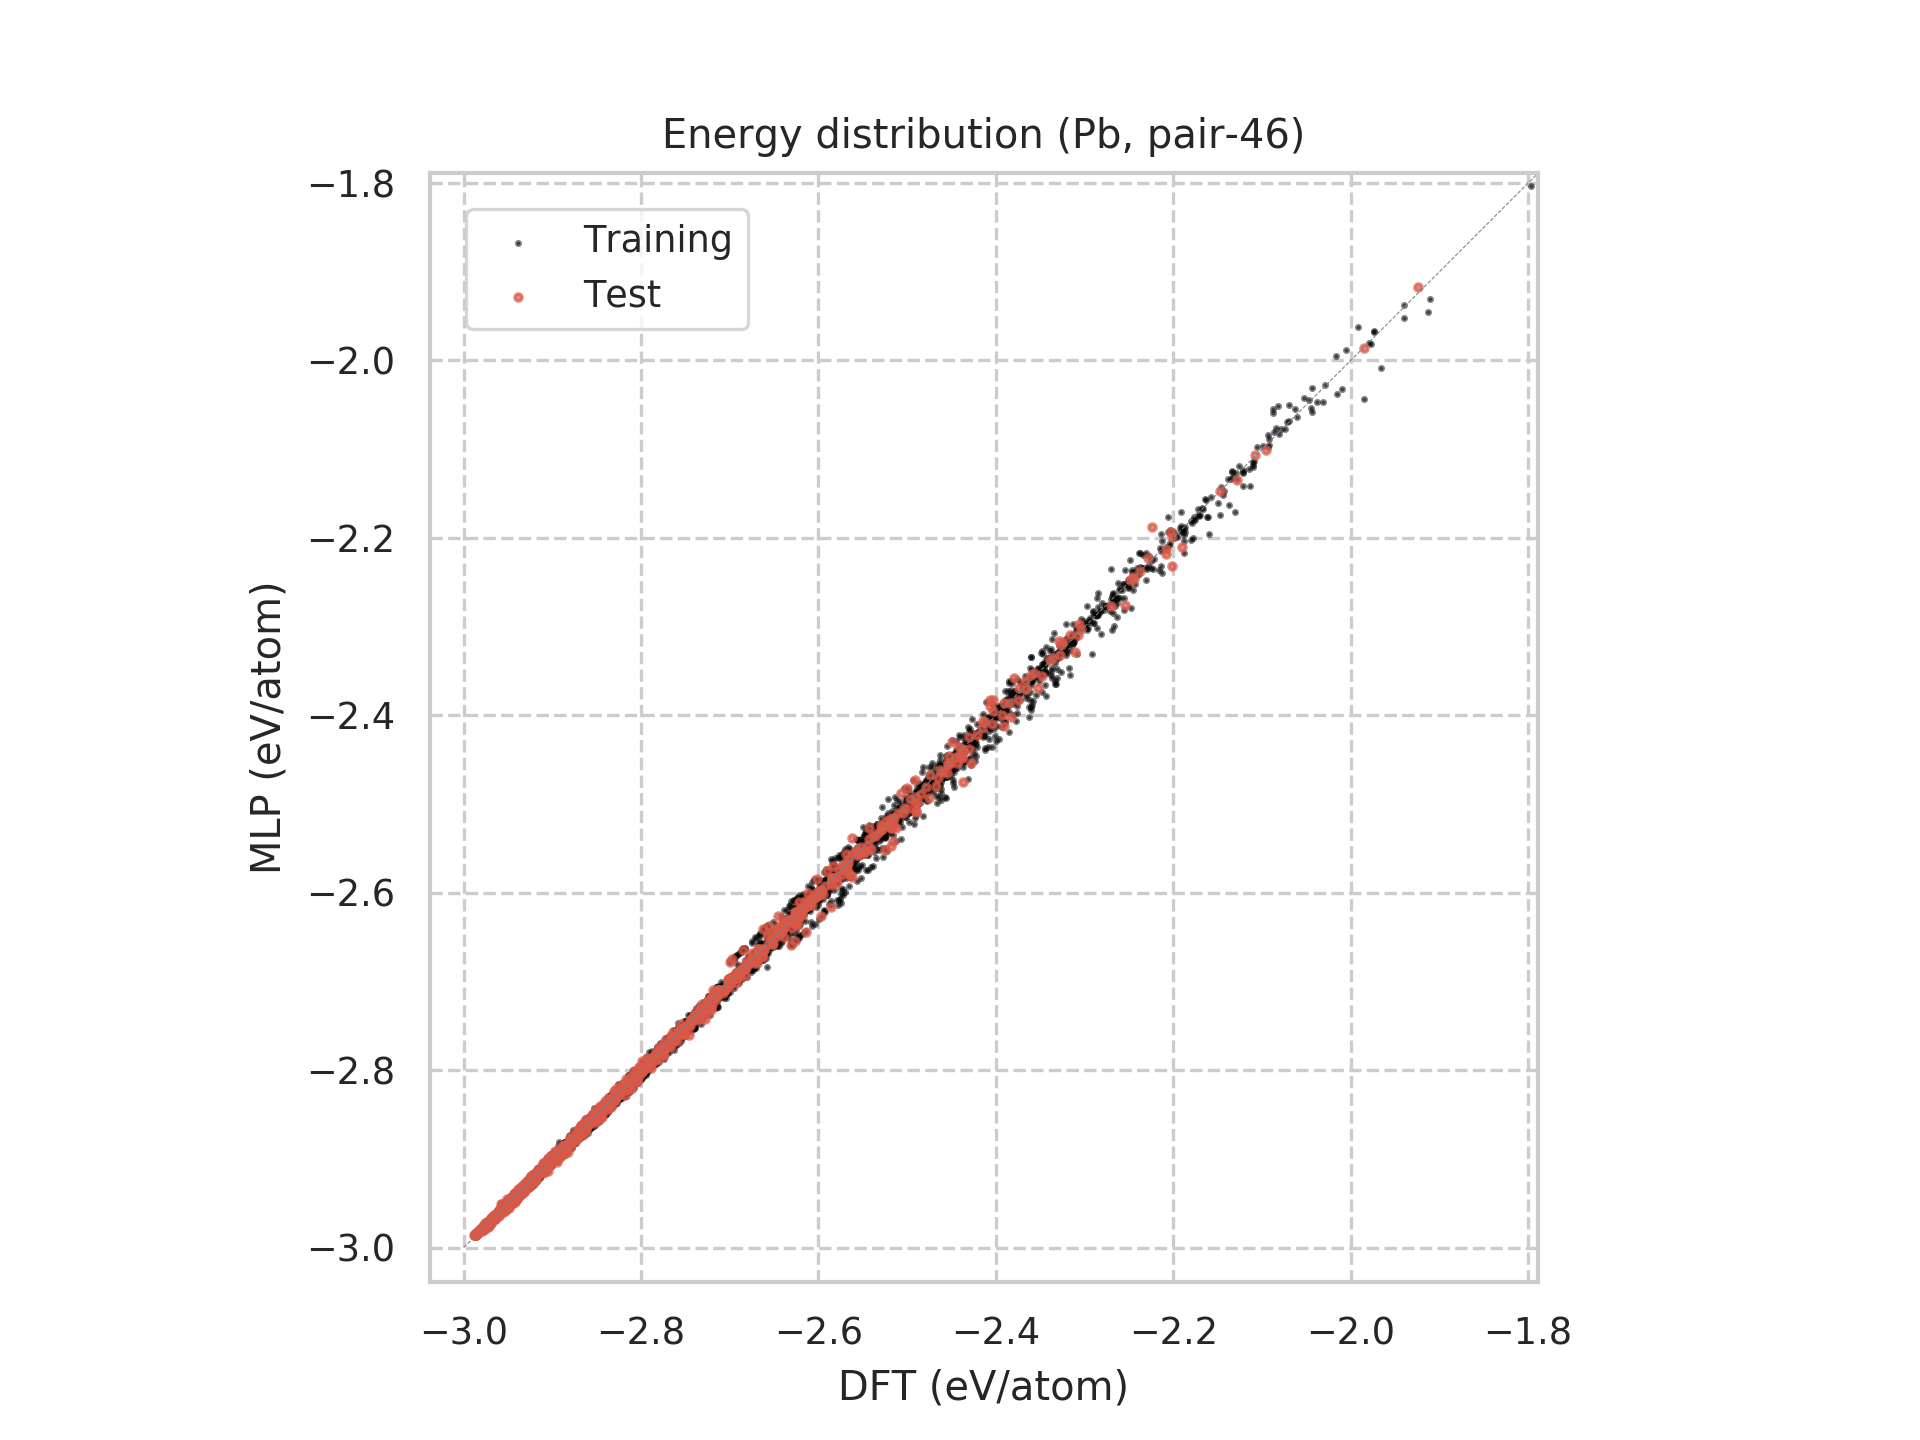 Energy distribution (Pb, pair-46)
−1.8
−2.0
−2.2
−2.4
−2.6
−2.8
−3.0
MLP (eV/atom)
Training
Test
−3.0 −2.8 −2.6 −2.4 −2.2 −2.0 −1.8
DFT (eV/atom)